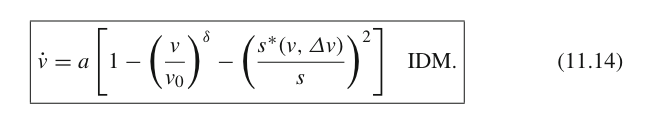 v̇ = a [ 1 − (v/v₀)^δ − (s*(v, Δv)/s)² ] IDM. (11.14)